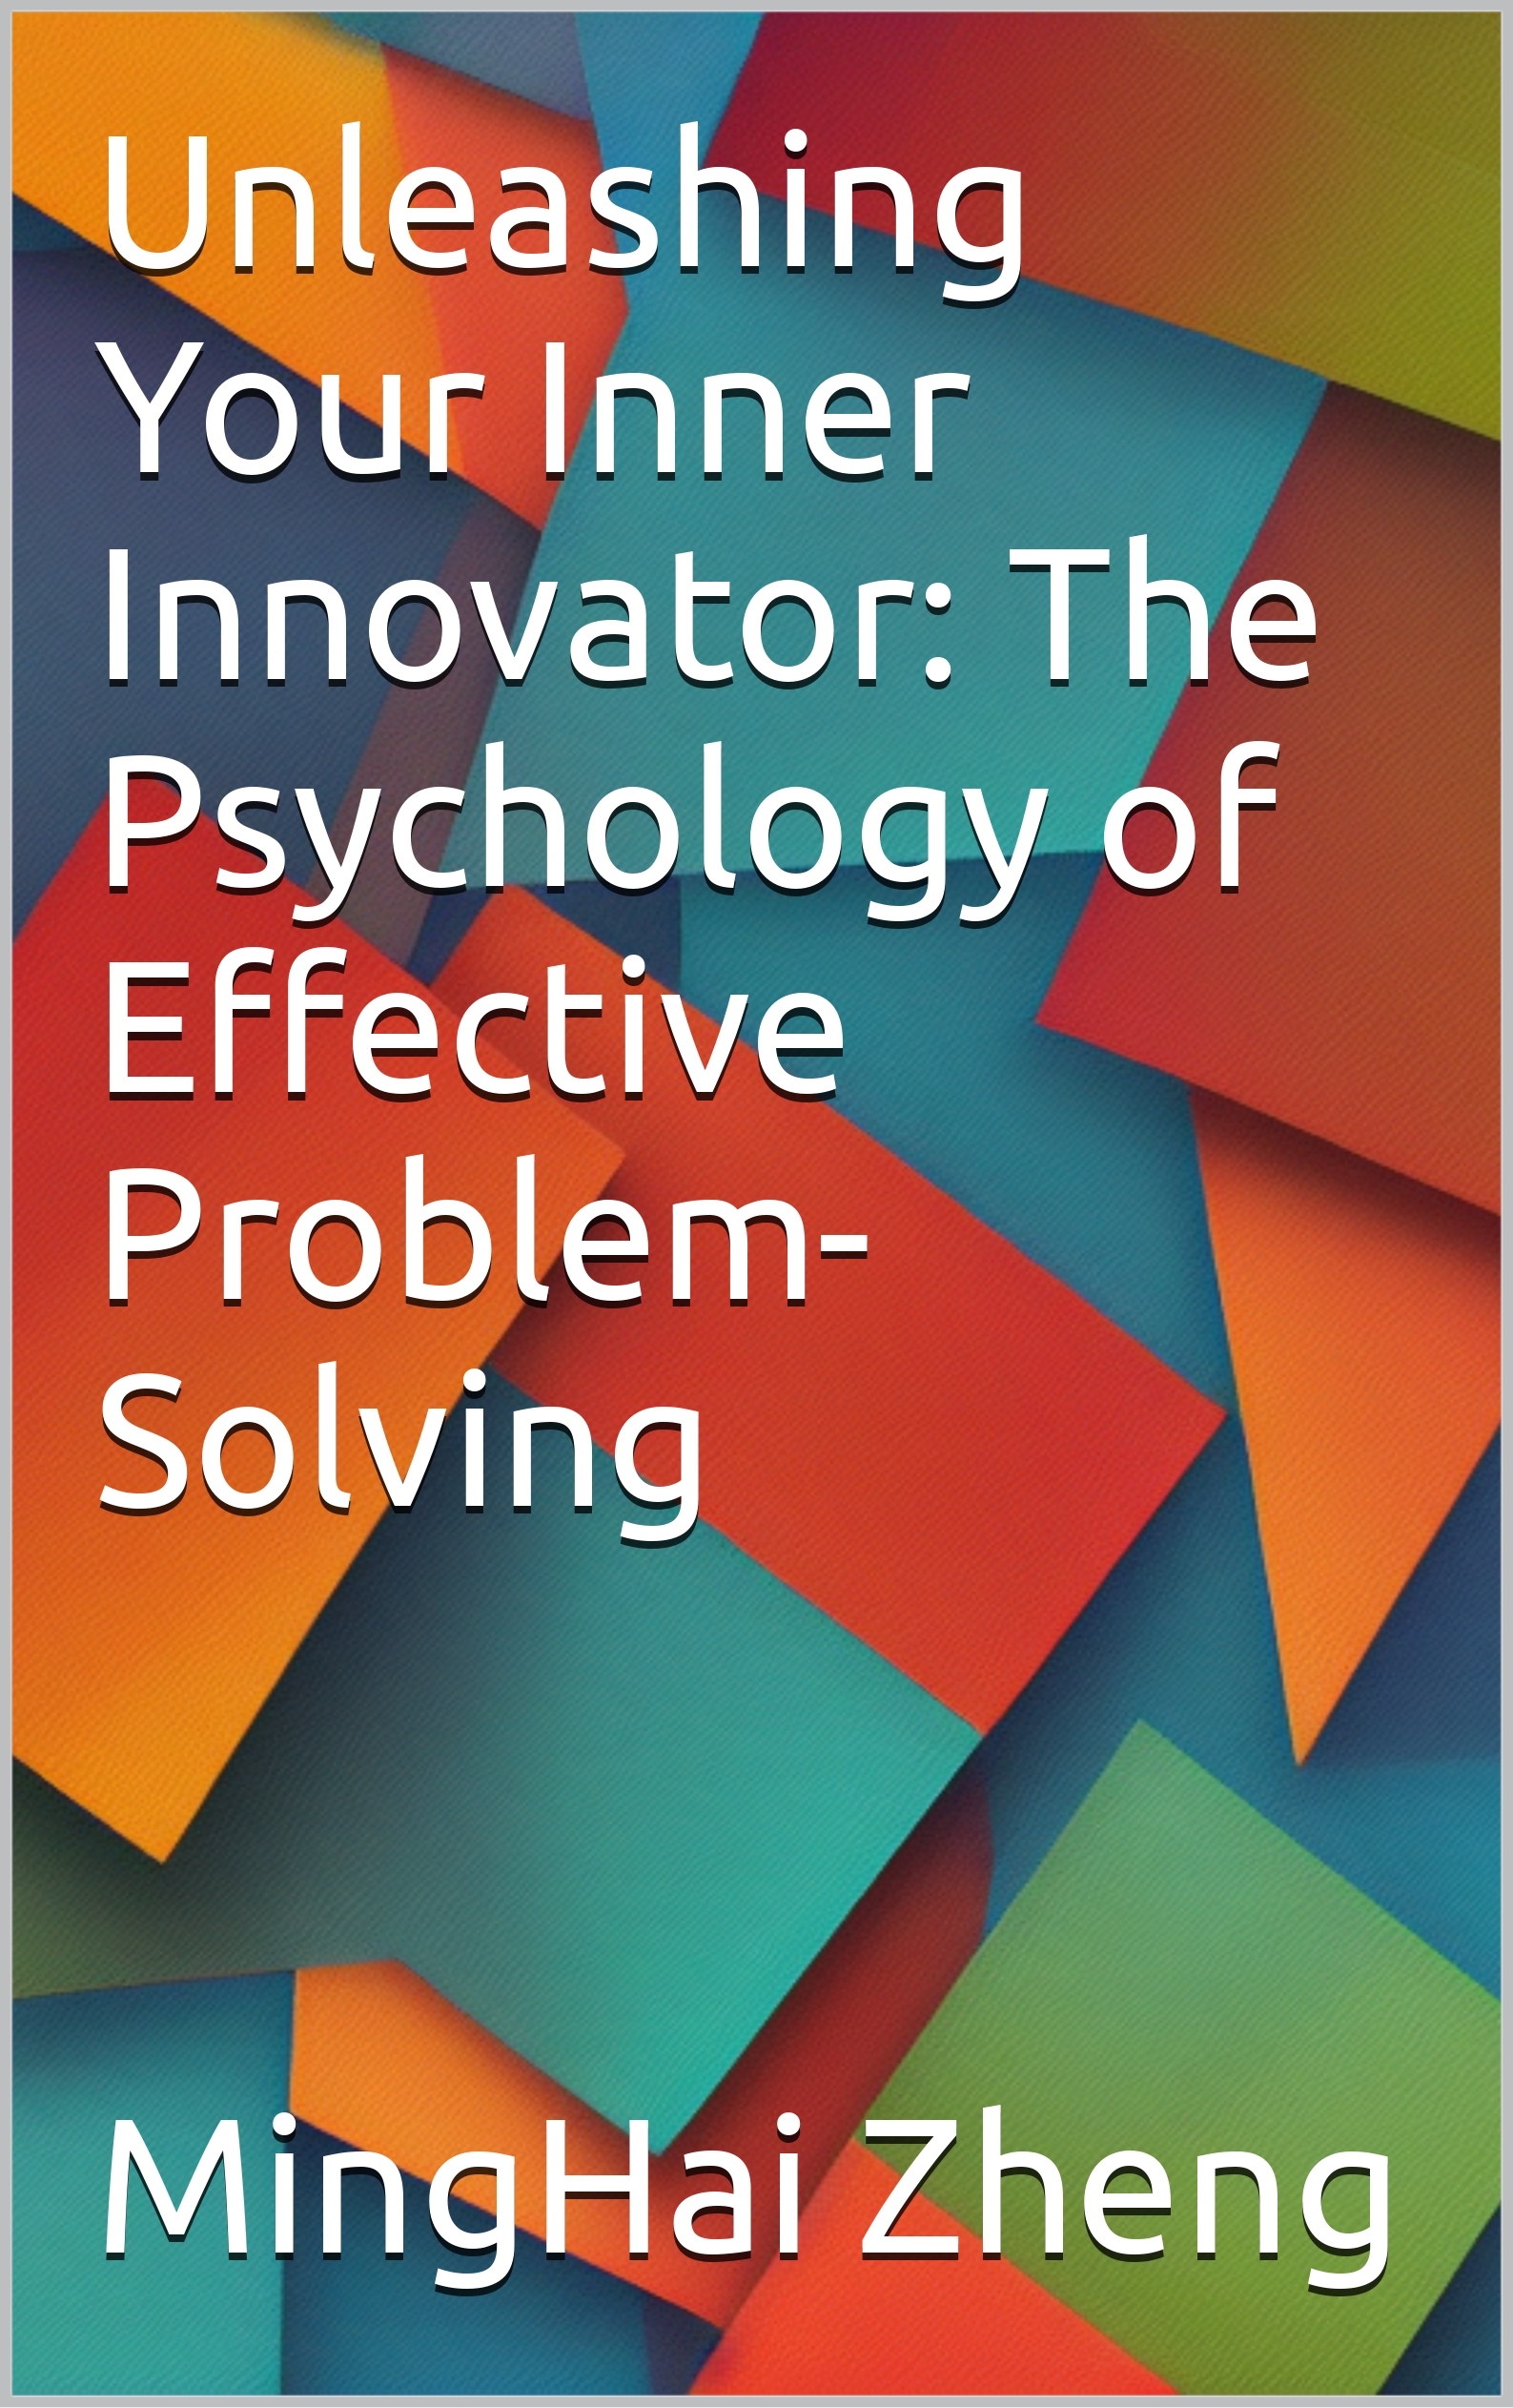 Unleashing
Your Inner
Innovator: The
Psychology of
Effective
Problem-
Solving
MingHai Zheng